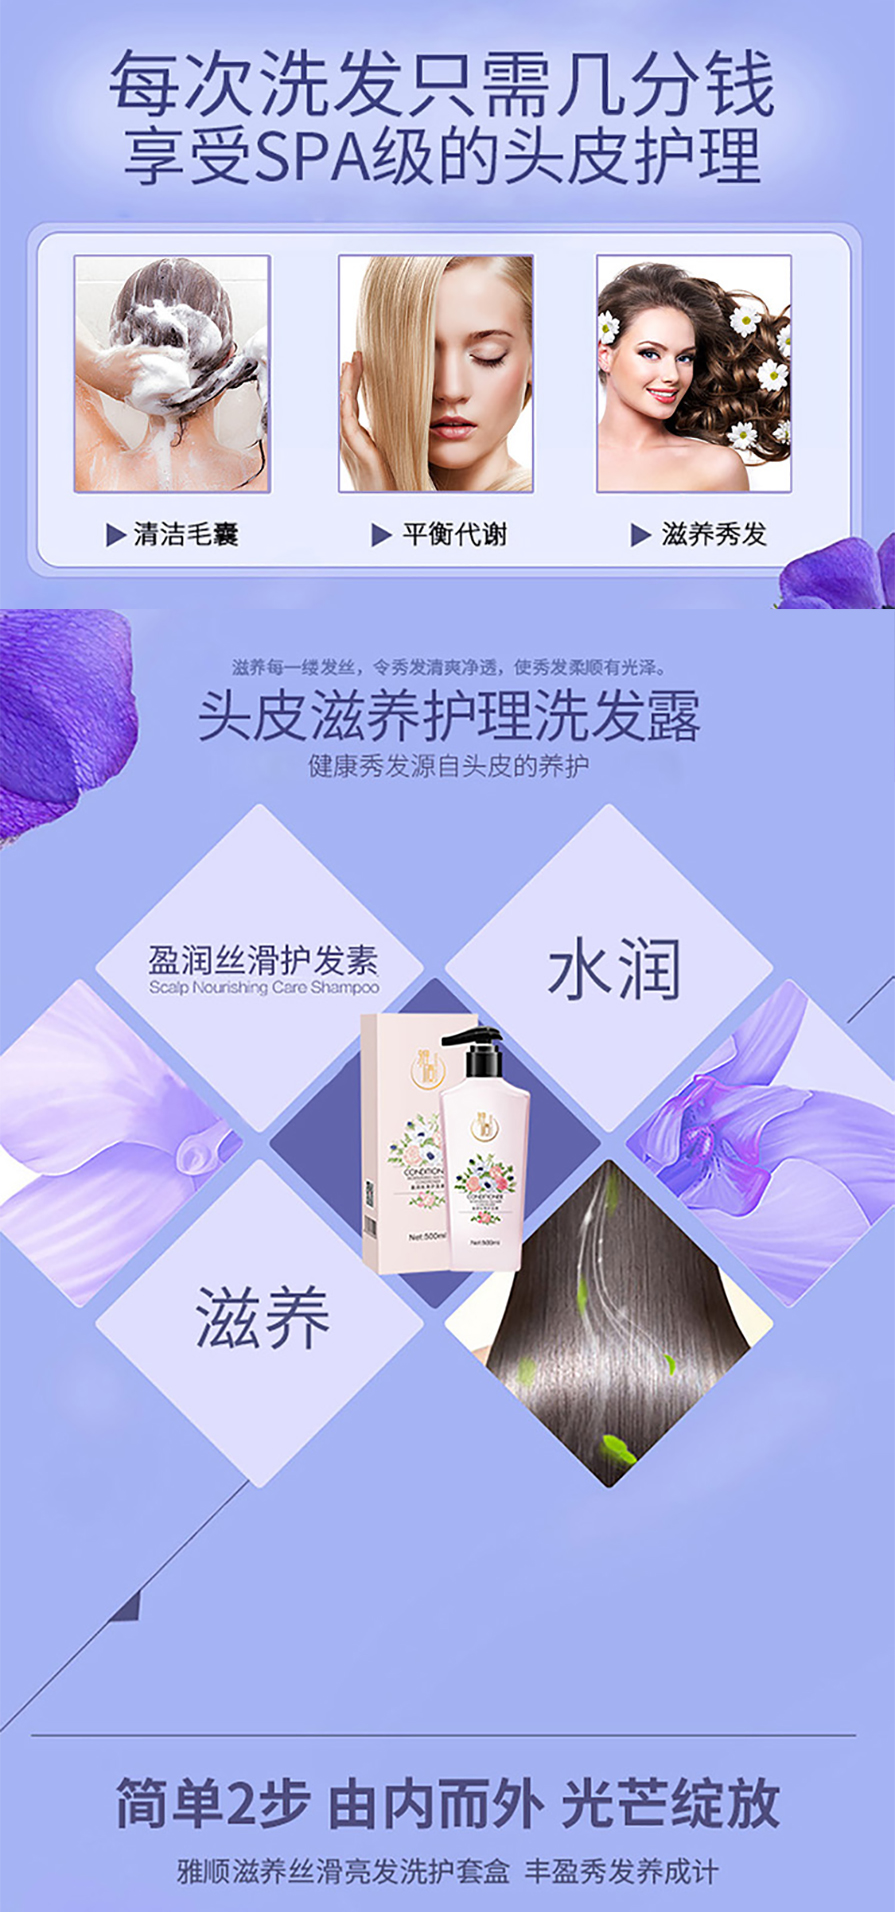 每次洗发只需几分钱
享受SPA级的头皮护理
▶清洁毛囊
▶ 平衡代谢
▶ 滋养秀发
滋养每一缕发丝，令秀发清爽净透，使秀发柔顺有光泽。
头皮滋养护理洗发露
健康秀发源自头皮的养护
盈润丝滑护发素
Scalp Nourishing Care Shampoo
水润
雅顺
CONDITIONE
Net:500ml
雅顺
CONDITIONER
Net:500ml
滋养
简单2步 由内而外 光芒绽放
雅顺滋养丝滑亮发洗护套盒 丰盈秀发养成计